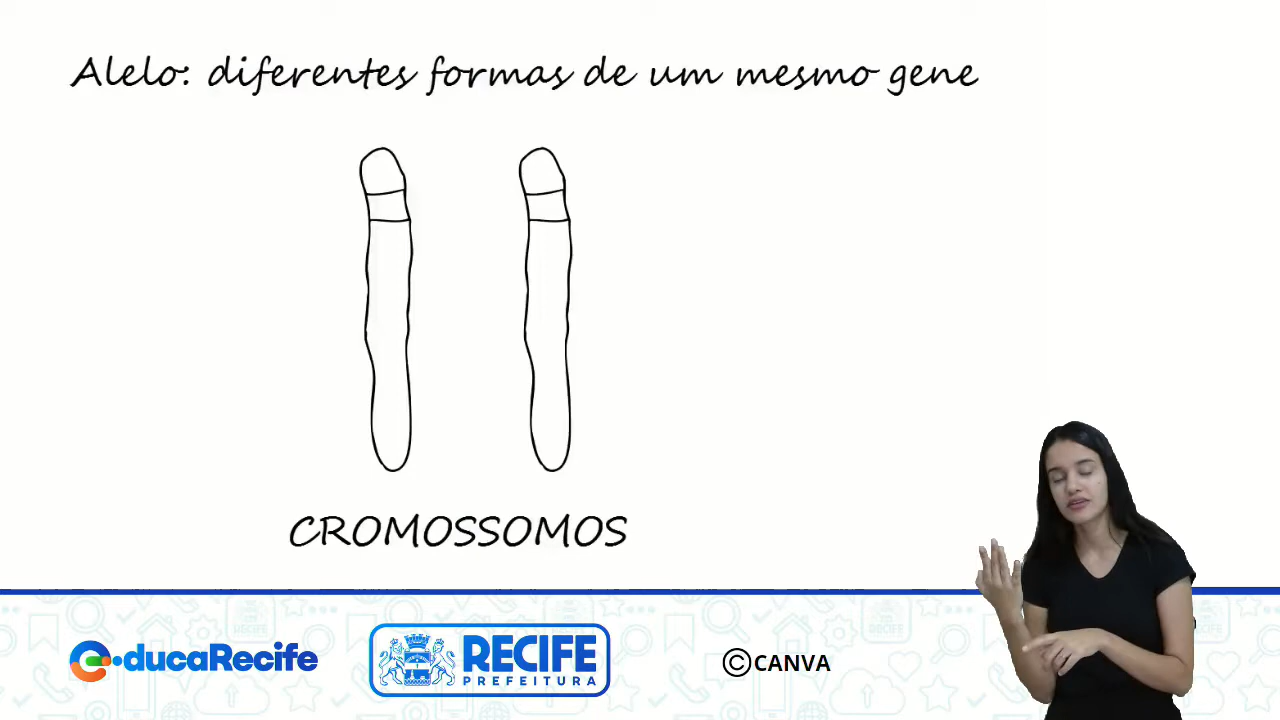 Alelo: diferentes formas de um mesmo gene
CROMOSSOMOS
educaRecife
RECIFE
PREFEITURA
©CANVA